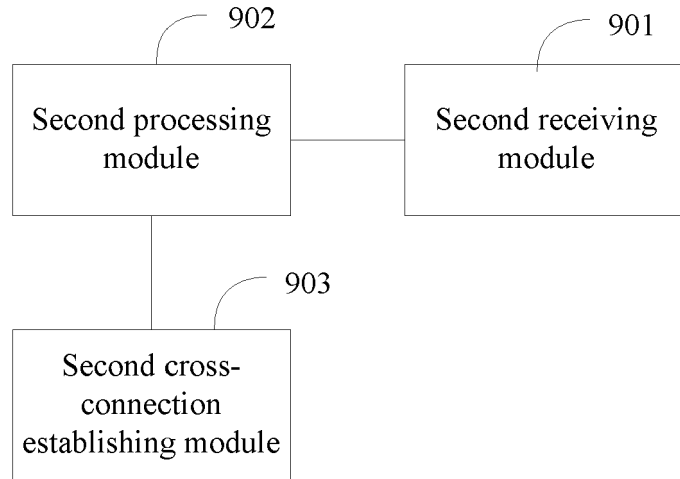 902
901
Second processing
module
Second receiving
module
903
Second cross-
connection
establishing module